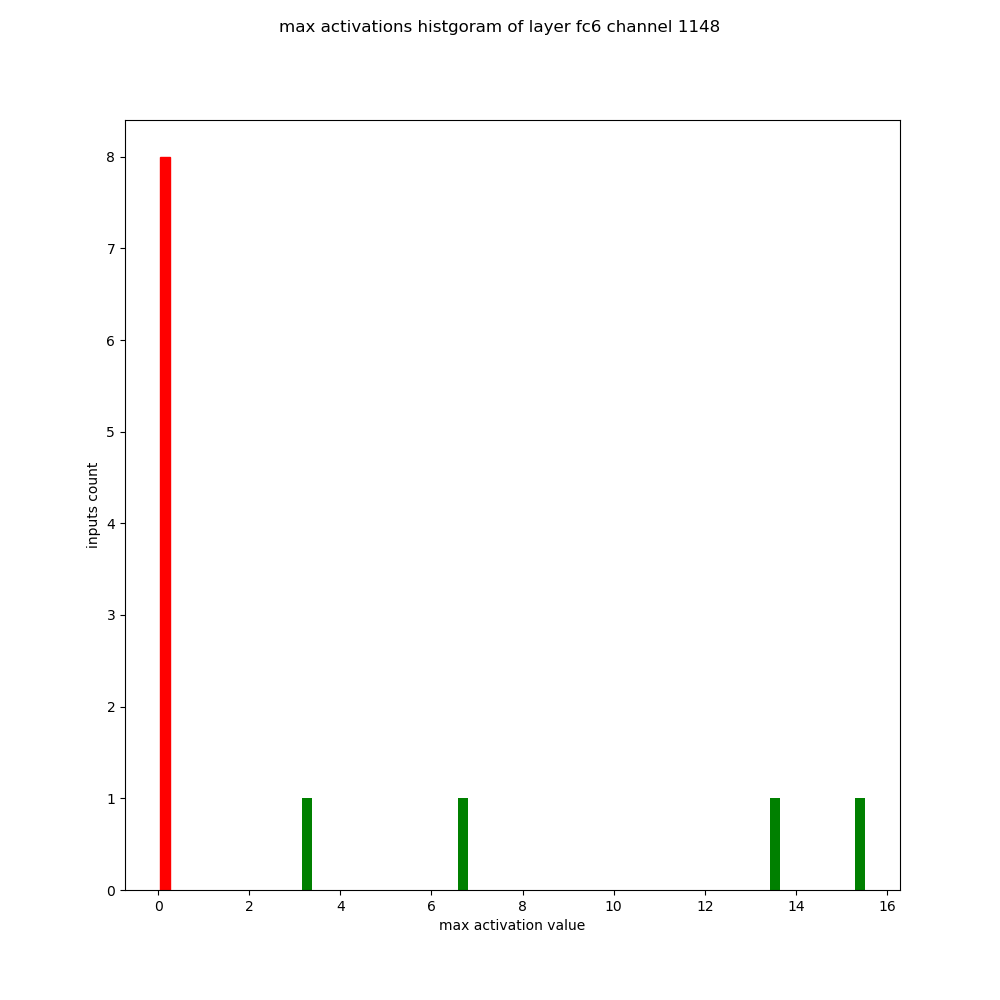 max activations histgoram of layer fc6 channel 1148
8
7
6
5
4
3
2
1
0
inputs count
0 2 4 6 8 10 12 14 16
max activation value